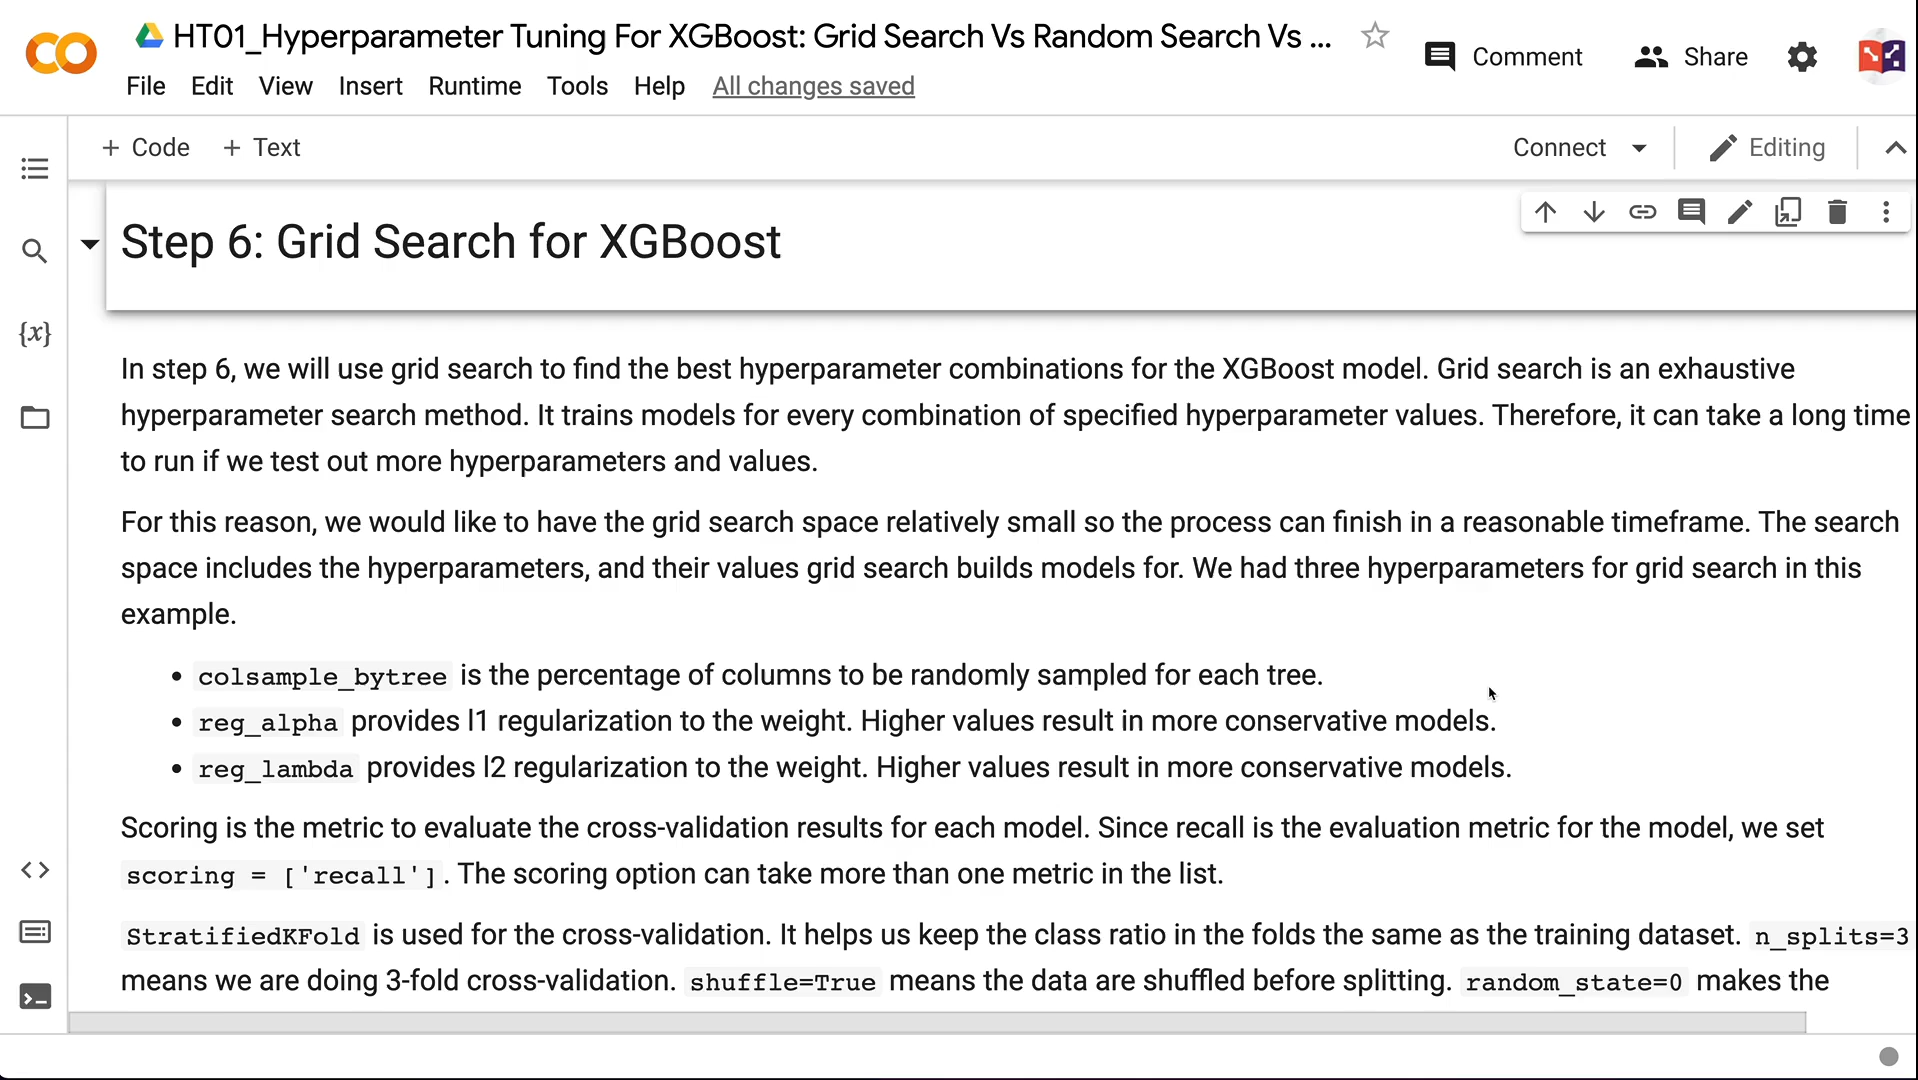 HT01_Hyperparameter Tuning For XGBoost: Grid Search Vs Random Search Vs ...
Comment
Share
File Edit View Insert Runtime Tools Help All changes saved
+ Code + Text
Connect
Editing
Step 6: Grid Search for XGBoost
{x}
In step 6, we will use grid search to find the best hyperparameter combinations for the XGBoost model. Grid search is an exhaustive
hyperparameter search method. It trains models for every combination of specified hyperparameter values. Therefore, it can take a long time
to run if we test out more hyperparameters and values.
For this reason, we would like to have the grid search space relatively small so the process can finish in a reasonable timeframe. The search
space includes the hyperparameters, and their values grid search builds models for. We had three hyperparameters for grid search in this
example.
• colsample_bytree is the percentage of columns to be randomly sampled for each tree.
• reg_alpha provides l1 regularization to the weight. Higher values result in more conservative models.
• reg_lambda provides l2 regularization to the weight. Higher values result in more conservative models.
Scoring is the metric to evaluate the cross-validation results for each model. Since recall is the evaluation metric for the model, we set
scoring = ['recall']. The scoring option can take more than one metric in the list.
StratifiedKFold is used for the cross-validation. It helps us keep the class ratio in the folds the same as the training dataset. n_splits=3
means we are doing 3-fold cross-validation. shuffle=True means the data are shuffled before splitting. random_state=0 makes the